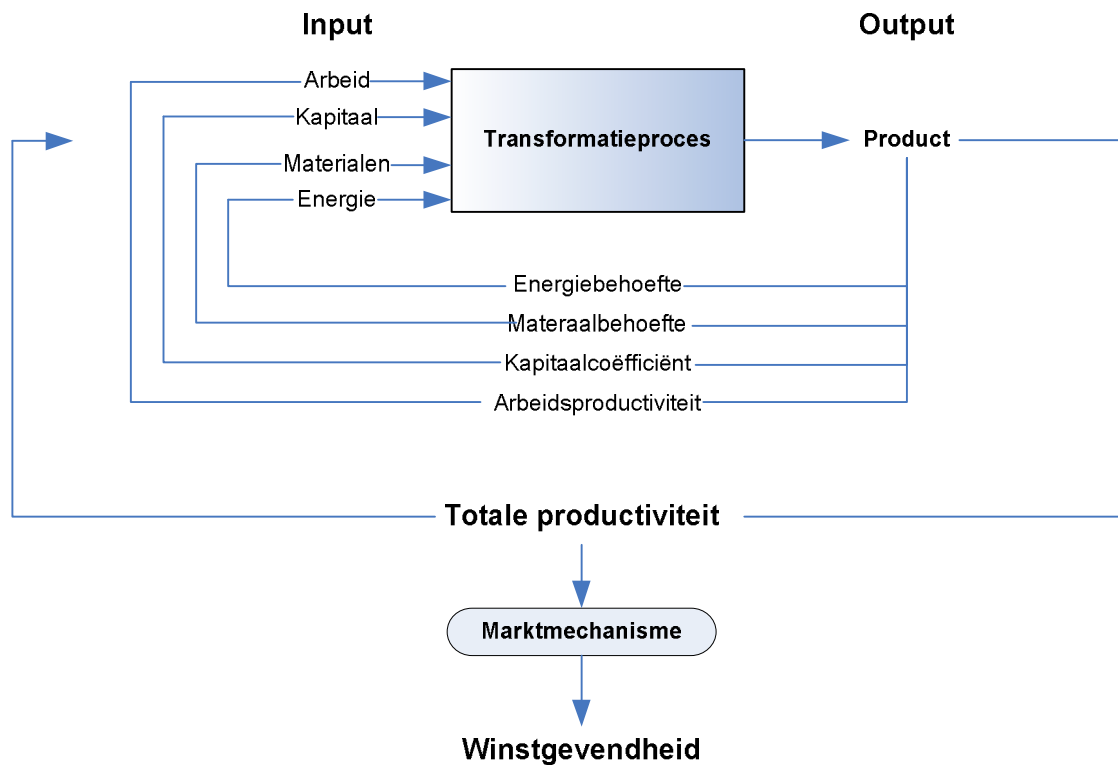 Input
Output
Arbeid
Kapitaal
Transformatieproces
Product
Materialen
Energie
Energiebehoefte
Materaalbehoefte
Kapitaalcoëfficiënt
Arbeidsproductiviteit
Totale productiviteit
Marktmechanisme
Winstgevendheid